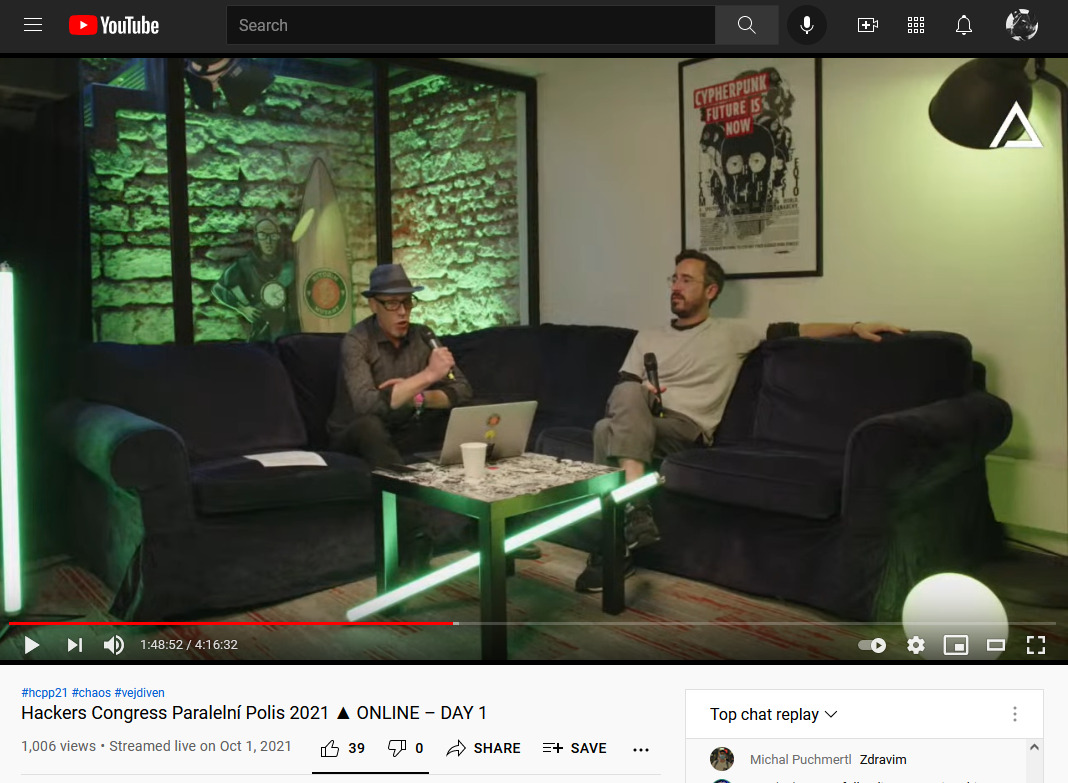 YouTube
Search
CYPHERPUNK
FUTURE IS
NOW
1:48:52 / 4:16:32
#hcpp21 #chaos #vejdiven
Hackers Congress Paralelní Polis 2021 ▲ ONLINE – DAY 1
1,006 views • Streamed live on Oct 1, 2021
39
0
SHARE
SAVE
Top chat replay
Michal Puchmertl Zdravim